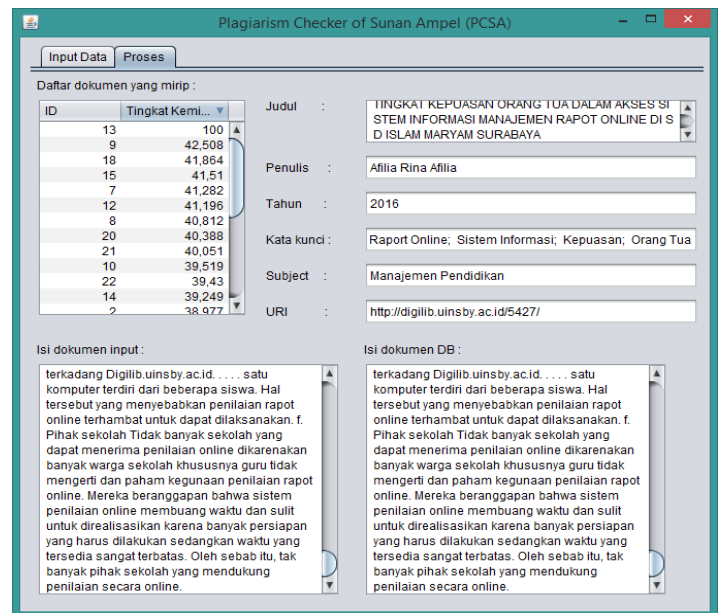 Plagiarism Checker of Sunan Ampel (PCSA)
Input Data Proses
Daftar dokumen yang mirip :
ID Tingkat Kemi...
13 100
9 42,508
18 41,864
15 41,51
7 41,282
12 41,196
8 40,812
20 40,388
21 40,051
10 39,519
22 39,43
14 39,249
2 38,977
Judul :
TINGKAT KEPUASAN ORANG TUA DALAM AKSES SI
STEM INFORMASI MANAJEMEN RAPOT ONLINE DI S
D ISLAM MARYAM SURABAYA
Penulis : Afilia Rina Afilia
Tahun : 2016
Kata kunci : Raport Online; Sistem Informasi; Kepuasan; Orang Tua
Subject : Manajemen Pendidikan
URI : http://digilib.uinsby.ac.id/5427/
Isi dokumen input :
terkadang Digilib.uinsby.ac.id. . . . . satu
komputer terdiri dari beberapa siswa. Hal
tersebut yang menyebabkan penilaian rapot
online terhambat untuk dapat dilaksanakan. f.
Pihak sekolah Tidak banyak sekolah yang
dapat menerima penilaian online dikarenakan
banyak warga sekolah khususnya guru tidak
mengerti dan paham kegunaan penilaian rapot
online. Mereka beranggapan bahwa sistem
penilaian online membuang waktu dan sulit
untuk direalisasikan karena banyak persiapan
yang harus dilakukan sedangkan waktu yang
tersedia sangat terbatas. Oleh sebab itu, tak
banyak pihak sekolah yang mendukung
penilaian secara online.
Isi dokumen DB :
terkadang Digilib.uinsby.ac.id. . . . . satu
komputer terdiri dari beberapa siswa. Hal
tersebut yang menyebabkan penilaian rapot
online terhambat untuk dapat dilaksanakan. f.
Pihak sekolah Tidak banyak sekolah yang
dapat menerima penilaian online dikarenakan
banyak warga sekolah khususnya guru tidak
mengerti dan paham kegunaan penilaian rapot
online. Mereka beranggapan bahwa sistem
penilaian online membuang waktu dan sulit
untuk direalisasikan karena banyak persiapan
yang harus dilakukan sedangkan waktu yang
tersedia sangat terbatas. Oleh sebab itu, tak
banyak pihak sekolah yang mendukung
penilaian secara online.